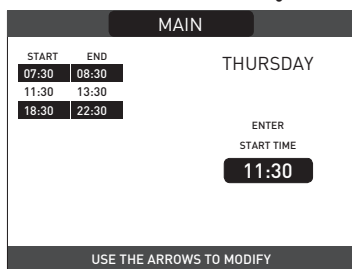 MAIN
START END
07:30 08:30
11:30 13:30
18:30 22:30
THURSDAY
ENTER
START TIME
11:30
USE THE ARROWS TO MODIFY